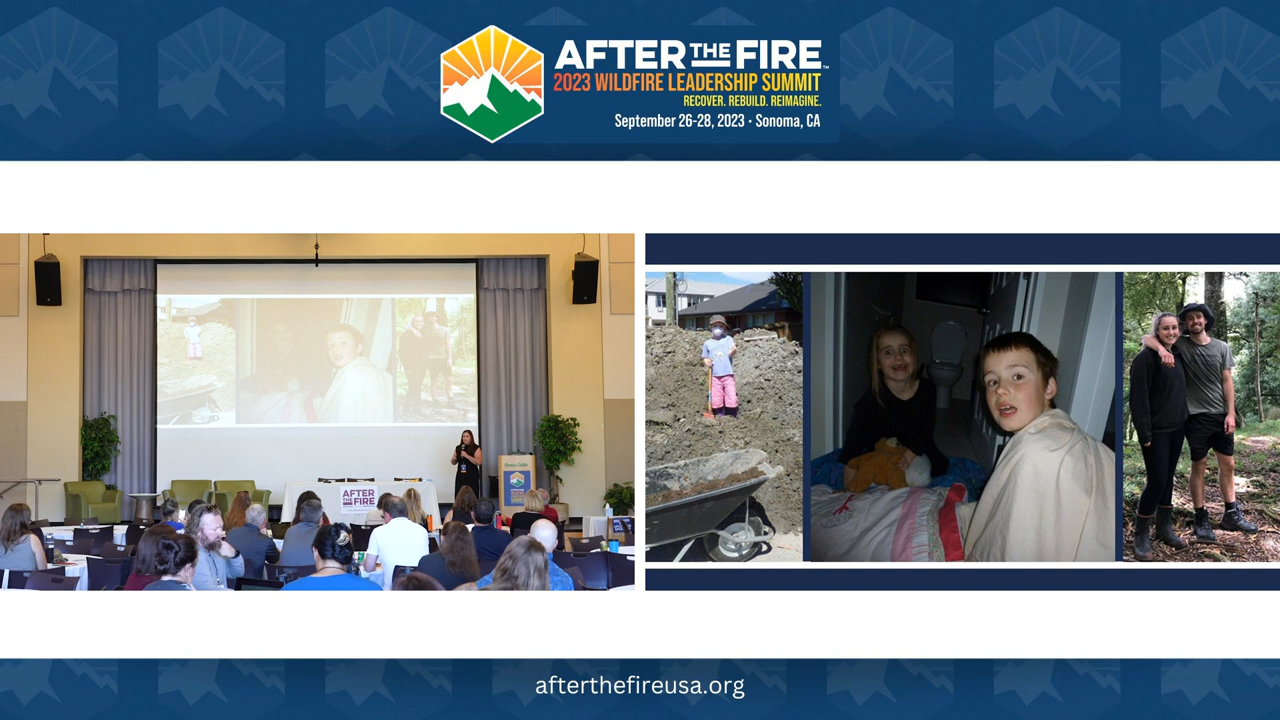 AFTER THE FIRE™
2023 WILDFIRE LEADERSHIP SUMMIT
RECOVER. REBUILD. REIMAGINE.
September 26-28, 2023 • Sonoma, CA
AFTER
THE
FIRE
afterthefireusa.org